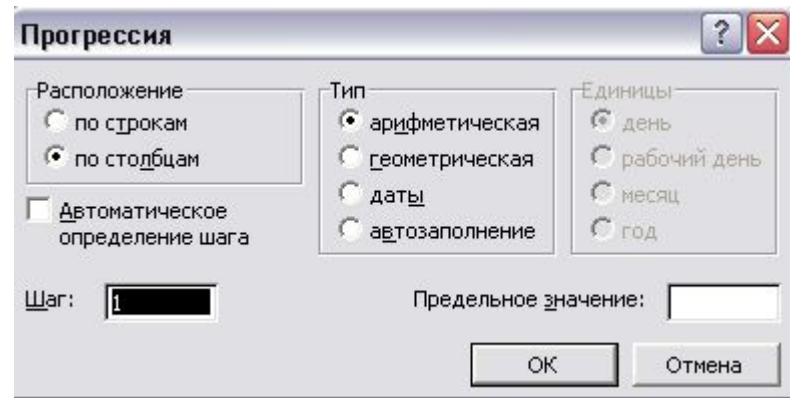 Прогрессия
Расположение
по строкам
по столбцам
Автоматическое
определение шага
Тип
арифметическая
геометрическая
даты
автозаполнение
Единицы
день
рабочий день
месяц
год
Шаг: 1
Предельное значение:
ОК
Отмена